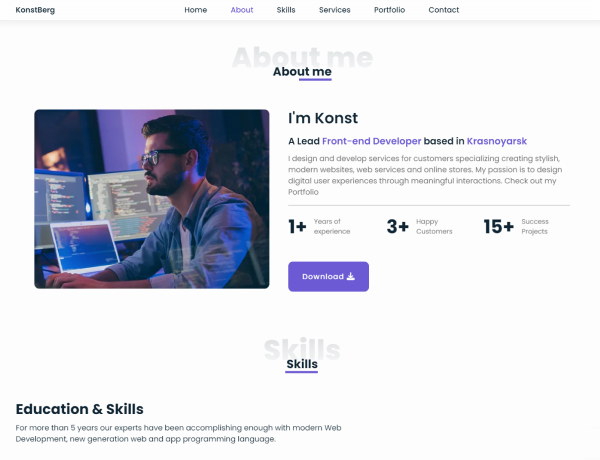 KonstBerg Home About Skills Services Portfolio Contact
About me
About me
I'm Konst
A Lead Front-end Developer based in Krasnoyarsk
I design and develop services for customers specializing creating stylish,
modern websites, web services and online stores. My passion is to design
digital user experiences through meaningful interactions. Check out my
Portfolio
1+ Years of
experience
3+ Happy
Customers
15+ Success
Projects
Download
Skills
Skills
Education & Skills
For more than 5 years our experts have been accomplishing enough with modern Web
Development, new generation web and app programming language.